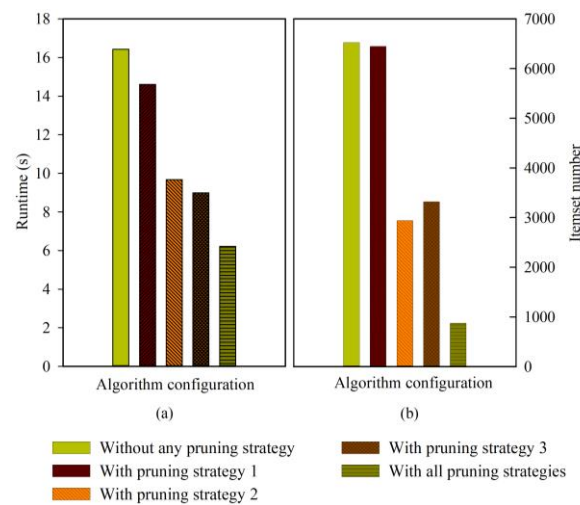 18
16
14
12
10
8
6
4
2
0
Runtime (s)
7000
6000
5000
4000
3000
2000
1000
0
Itemset number
Algorithm configuration
Algorithm configuration
(a)
(b)
Without any pruning strategy
With pruning strategy 1
With pruning strategy 2
With pruning strategy 3
With all pruning strategies